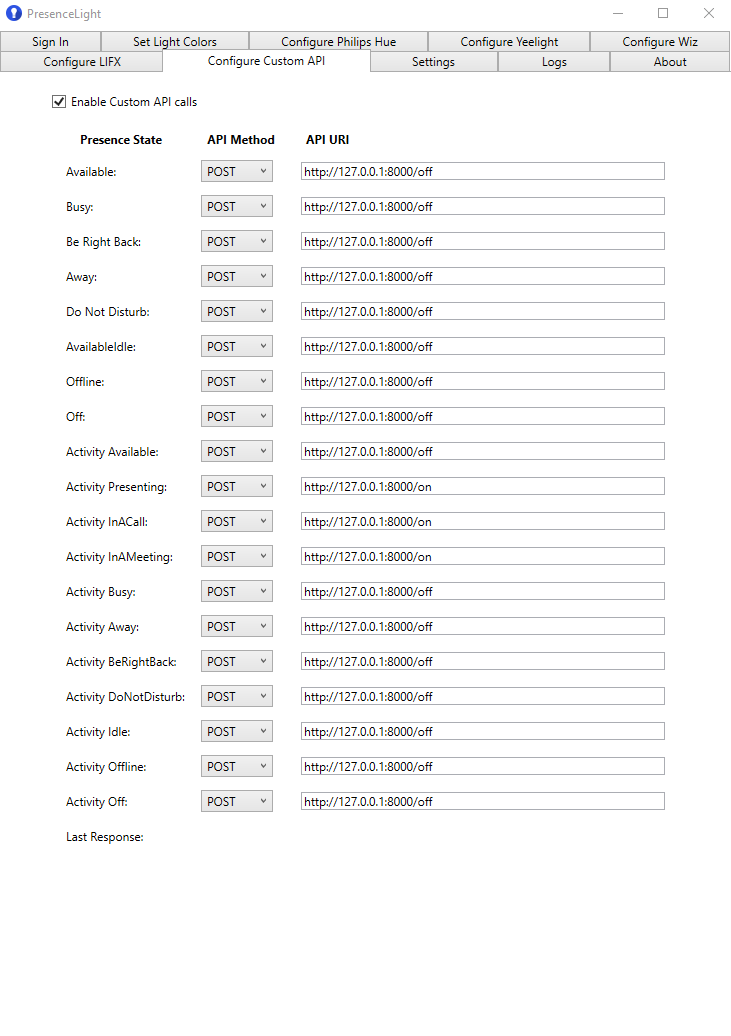 PresenceLight
Sign In Set Light Colors Configure Philips Hue Configure Yeelight Configure Wiz
Configure LIFX Configure Custom API Settings Logs About
Enable Custom API calls
Presence State API Method API URI
Available: POST http://127.0.0.1:8000/off
Busy: POST http://127.0.0.1:8000/off
Be Right Back: POST http://127.0.0.1:8000/off
Away: POST http://127.0.0.1:8000/off
Do Not Disturb: POST http://127.0.0.1:8000/off
AvailableIdle: POST http://127.0.0.1:8000/off
Offline: POST http://127.0.0.1:8000/off
Off: POST http://127.0.0.1:8000/off
Activity Available: POST http://127.0.0.1:8000/off
Activity Presenting: POST http://127.0.0.1:8000/on
Activity InACall: POST http://127.0.0.1:8000/on
Activity InAMeeting: POST http://127.0.0.1:8000/on
Activity Busy: POST http://127.0.0.1:8000/off
Activity Away: POST http://127.0.0.1:8000/off
Activity BeRightBack: POST http://127.0.0.1:8000/off
Activity DoNotDisturb: POST http://127.0.0.1:8000/off
Activity Idle: POST http://127.0.0.1:8000/off
Activity Offline: POST http://127.0.0.1:8000/off
Activity Off: POST http://127.0.0.1:8000/off
Last Response: